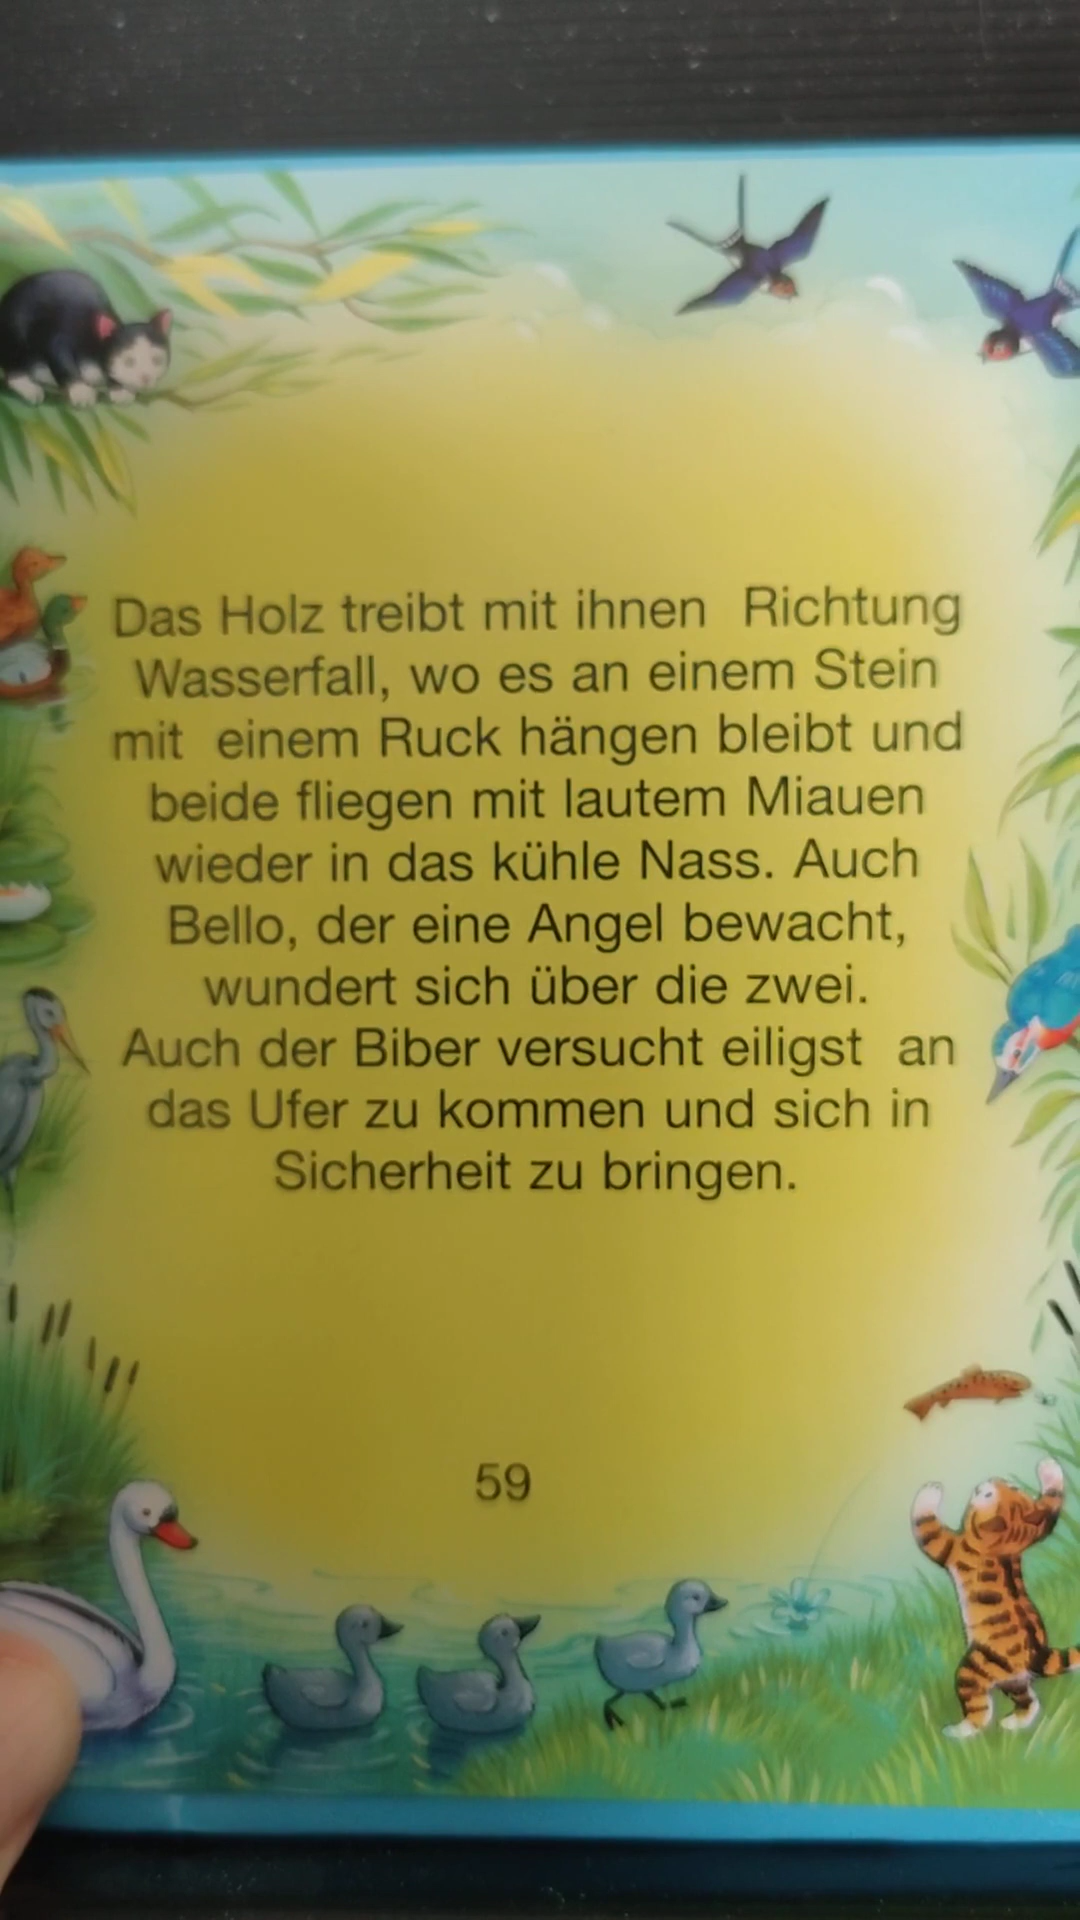 Das Holz treibt mit ihnen Richtung
Wasserfall, wo es an einem Stein
mit einem Ruck hängen bleibt und
beide fliegen mit lautem Miauen
wieder in das kühle Nass. Auch
Bello, der eine Angel bewacht,
wundert sich über die zwei.
Auch der Biber versucht eiligst an
das Ufer zu kommen und sich in
Sicherheit zu bringen.
59